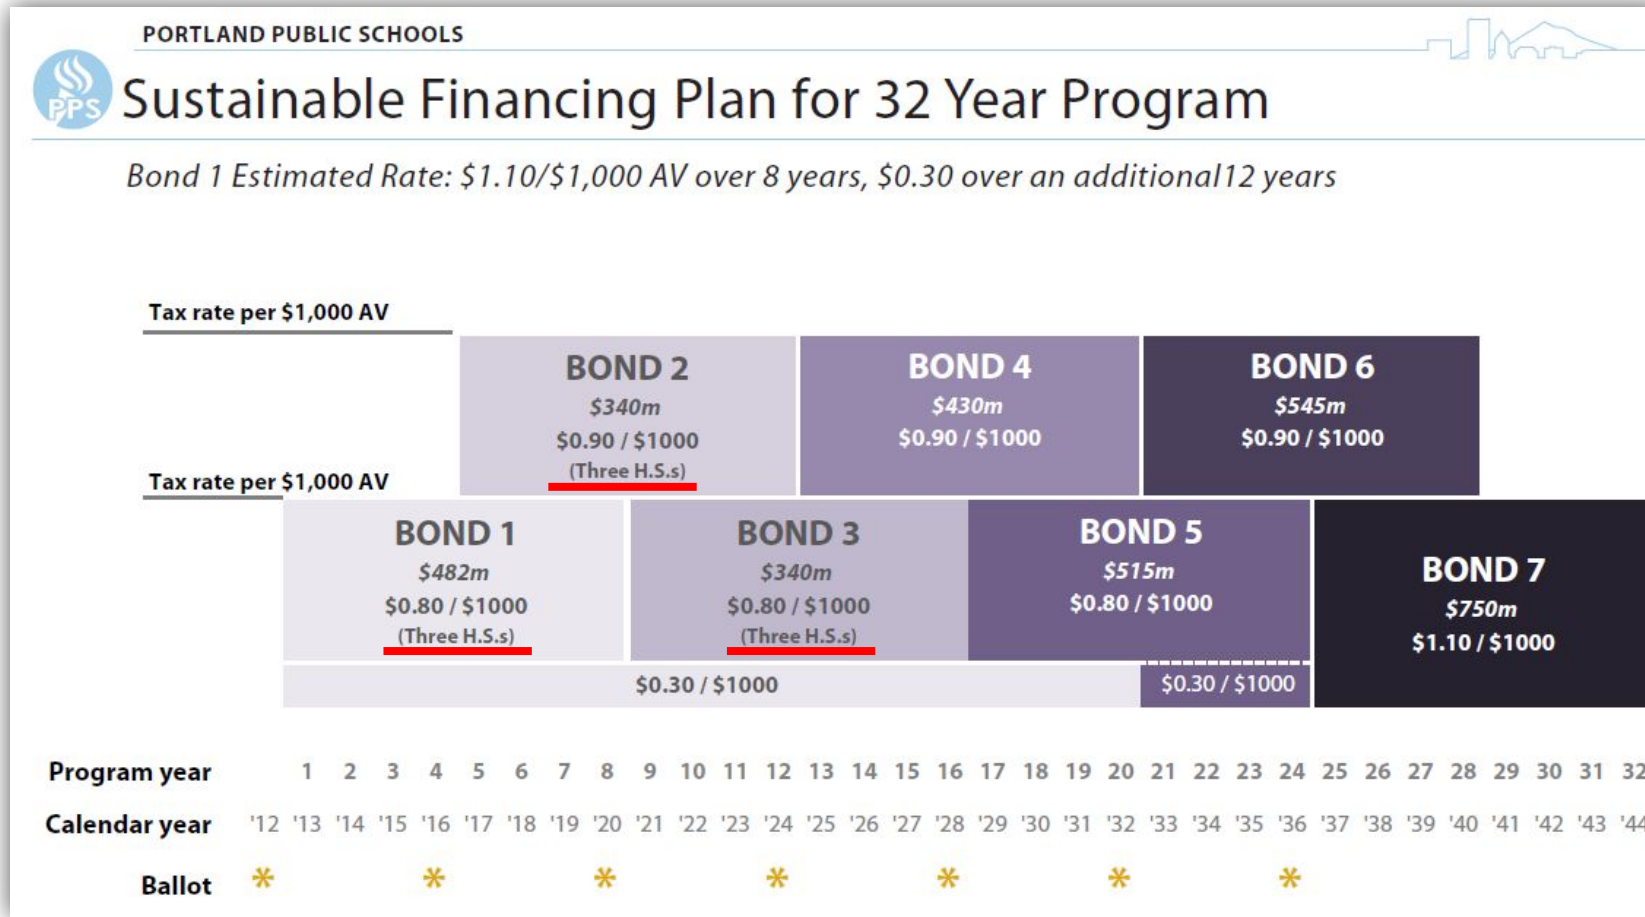 PORTLAND PUBLIC SCHOOLS
PPS
Sustainable Financing Plan for 32 Year Program
Bond 1 Estimated Rate: $1.10/$1,000 AV over 8 years, $0.30 over an additional12 years
Tax rate per $1,000 AV
BOND 2
$340m
$0.90 / $1000
(Three H.S.s)
BOND 4
$430m
$0.90 / $1000
BOND 6
$545m
$0.90 / $1000
Tax rate per $1,000 AV
BOND 1
$482m
$0.80 / $1000
(Three H.S.s)
BOND 3
$340m
$0.80 / $1000
(Three H.S.s)
BOND 5
$515m
$0.80 / $1000
BOND 7
$750m
$1.10 / $1000
$0.30 / $1000
$0.30 / $1000
Program year 1 2 3 4 5 6 7 8 9 10 11 12 13 14 15 16 17 18 19 20 21 22 23 24 25 26 27 28 29 30 31 32
Calendar year '12 '13 '14 '15 '16 '17 '18 '19 '20 '21 '22 '23 '24 '25 '26 '27 '28 '29 '30 '31 '32 '33 '34 '35 '36 '37 '38 '39 '40 '41 '42 '43 '44
Ballot * * * * * * *